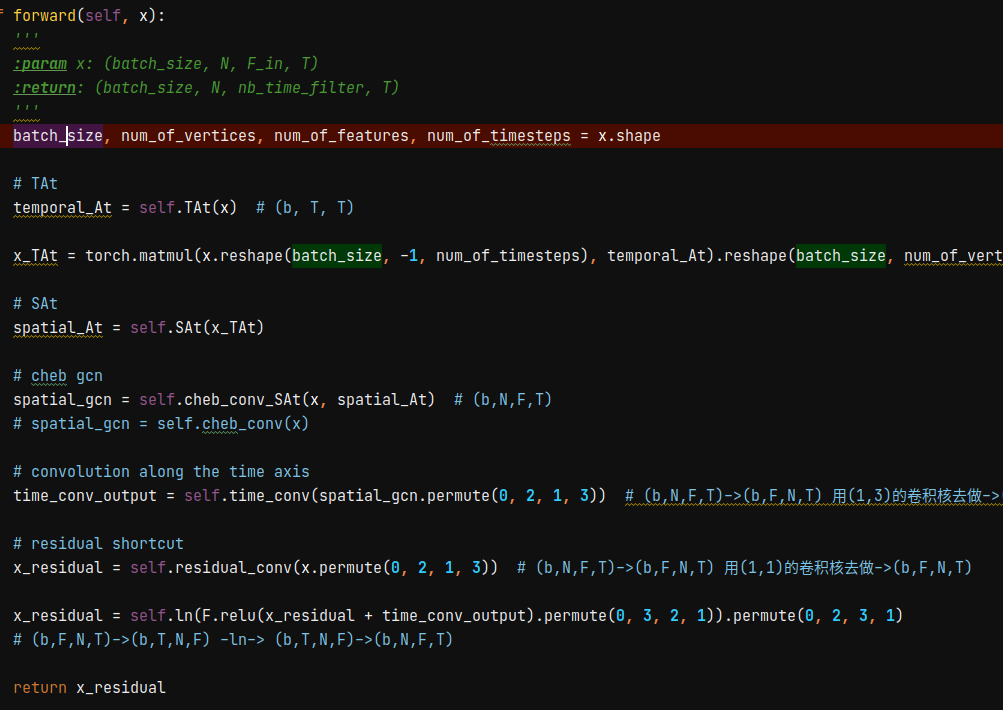 forward(self, x):
'''
:param x: (batch_size, N, F_in, T)
:return: (batch_size, N, nb_time_filter, T)
'''
batch_size, num_of_vertices, num_of_features, num_of_timesteps = x.shape
# TAt
temporal_At = self.TAt(x)  # (b, T, T)
x_TAt = torch.matmul(x.reshape(batch_size, -1, num_of_timesteps), temporal_At).reshape(batch_size, num_of_vert
# SAt
spatial_At = self.SAt(x_TAt)
# cheb gcn
spatial_gcn = self.cheb_conv_SAt(x, spatial_At)  # (b,N,F,T)
# spatial_gcn = self.cheb_conv(x)
# convolution along the time axis
time_conv_output = self.time_conv(spatial_gcn.permute(0, 2, 1, 3))  # (b,N,F,T)->(b,F,N,T) 用(1,3)的卷积核去做->
# residual shortcut
x_residual = self.residual_conv(x.permute(0, 2, 1, 3))  # (b,N,F,T)->(b,F,N,T) 用(1,1)的卷积核去做->(b,F,N,T)
x_residual = self.ln(F.relu(x_residual + time_conv_output).permute(0, 3, 2, 1)).permute(0, 2, 3, 1)
# (b,F,N,T)->(b,T,N,F) -ln-> (b,T,N,F)->(b,N,F,T)
return x_residual